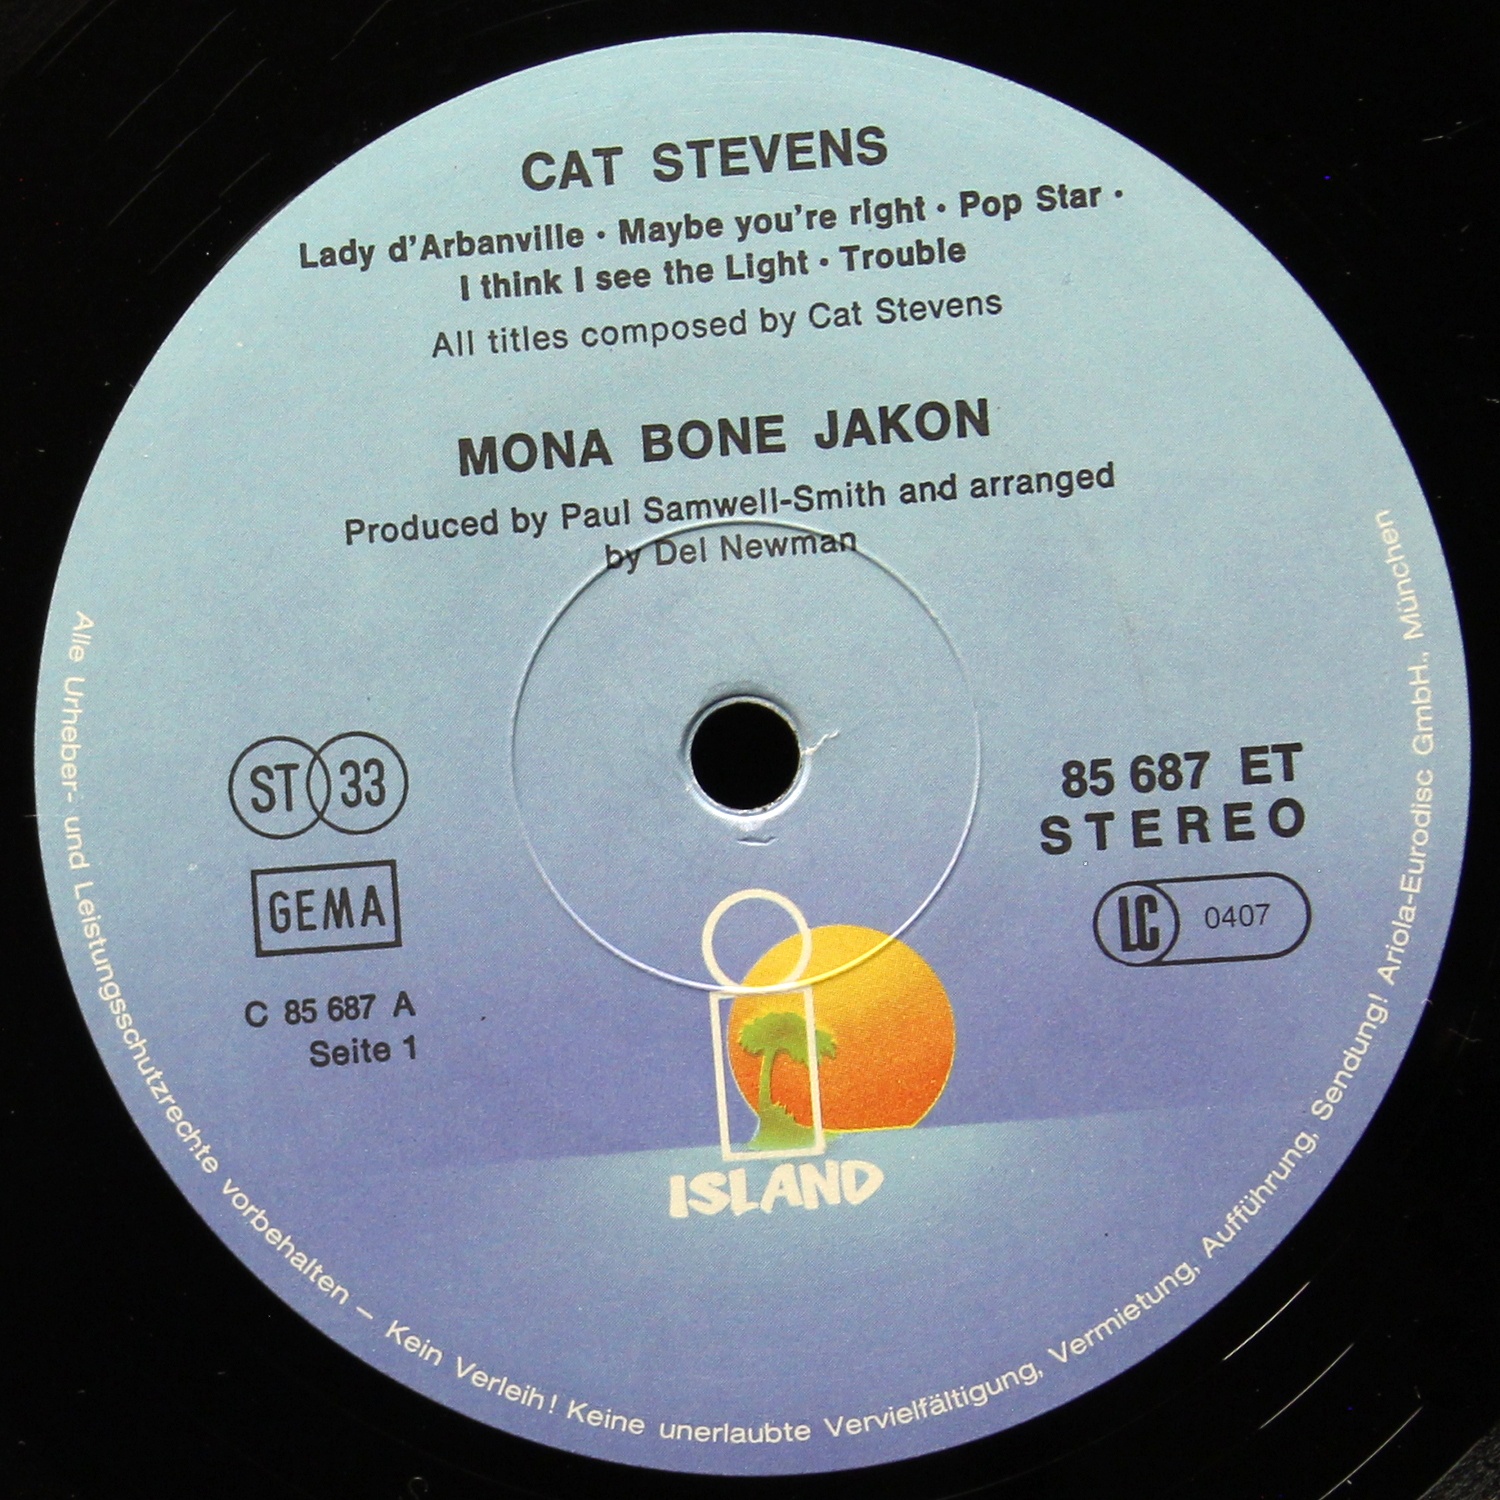 CAT STEVENS
Lady d'Arbanville · Maybe you're right · Pop Star ·
I think I see the Light · Trouble
All titles composed by Cat Stevens
MONA BONE JAKON
Produced by Paul Samwell-Smith and arranged
by Del Newman
ST 33
GEMA
C 85 687 A
Seite 1
85 687 ET
STEREO
LC 0407
ISLAND
Alle Urheber- und Leistungsschutzrechte vorbehalten – Kein Verleih! Keine unerlaubte Vervielfältigung, Vermietung, Aufführung, Sendung! Ariola-Eurodisc GmbH., München